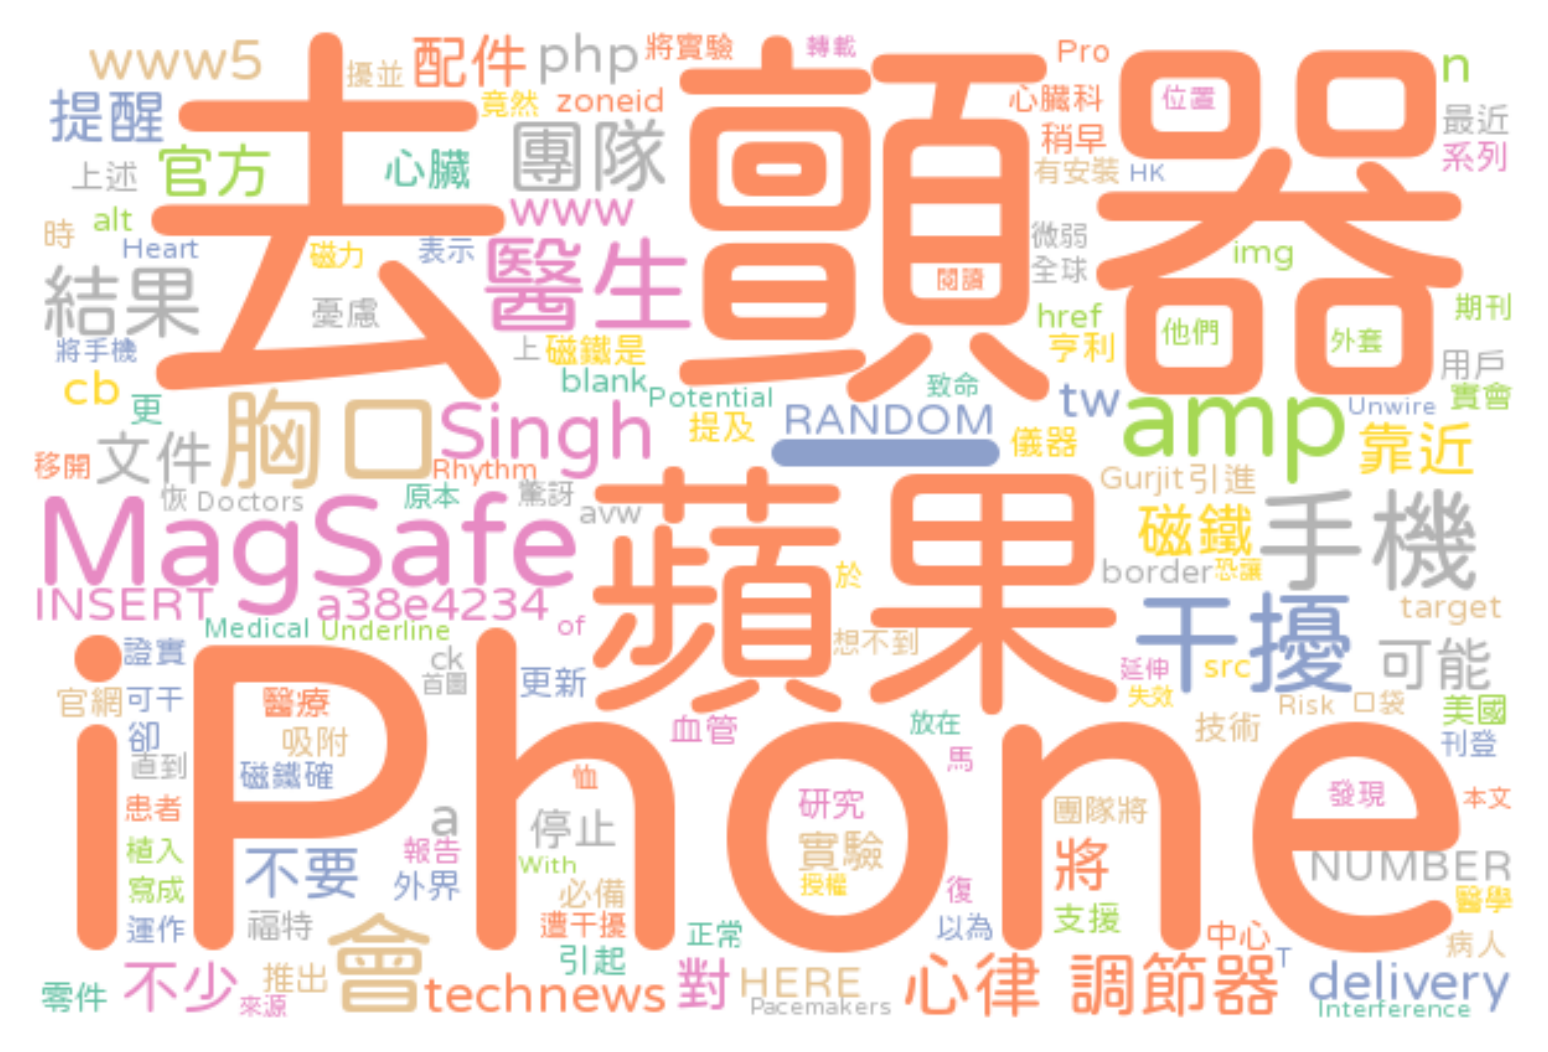 www5
擾並
配件
php
將實驗
轉載
Pro
n
提醒
去
竟然
zoneid
顫
心臟科
器
位置
最近
上述
官方
心臟
團隊
稍早
有安裝
HK
系列
時
alt
Heart
磁力
表示
www
微弱
img
結果
憂慮
醫生
閱讀
全球
href
他們
外套
期刊
將手機
上
磁鐵是
亨利
用戶
cb
更
blank
Potential
致命
tw
amp
Unwire
實會
移開
文件
胸口
Singh
提及
RANDOM
儀器
靠近
Rhythm
Gurjit
引進
恢
Doctors
原本
驚訝
avw
蘋果
磁鐵
手機
MagSafe
於
border
恐讓
INSERT
a38e4234
target
Medical
Underline
of
想不到
干擾
證實
ck
可能
延伸
src
官網
可干
醫療
首圖
更新
失效
Risk
口袋
美國
卻
吸附
血管
放在
技術
刊登
直到
磁鐵確
iPhone
恤
馬
發現
本文
患者
a
停止
研究
團隊將
植入
不要
報告
With
實驗
將
NUMBER
寫成
外界
必備
授權
復
醫學
運作
福特
會
遭干擾
正常
以為
支援
中心
病人
零件
不少
推出
引起
T
來源
technews
對
HERE
心律
調節器
delivery
Pacemakers
Interference